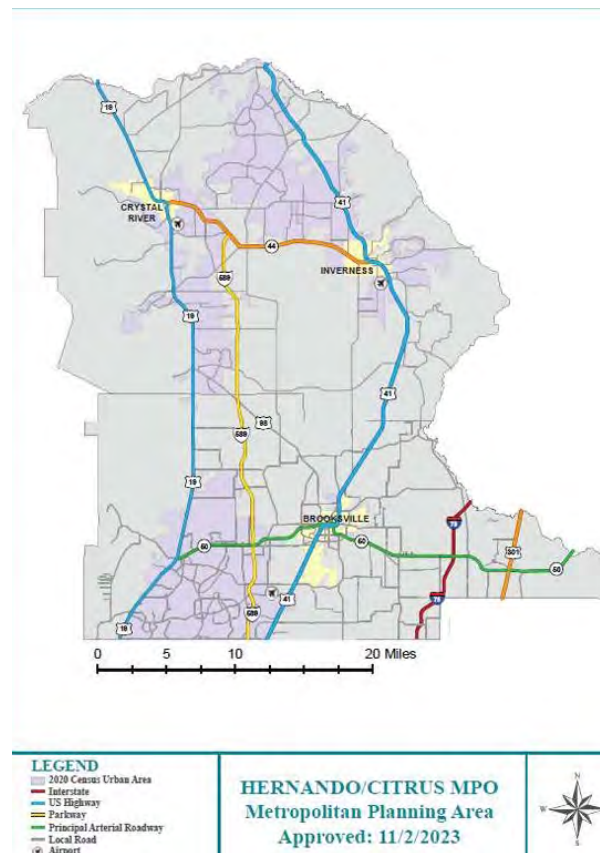 19
41
CRYSTAL
RIVER
44
INVERNESS
589
19
41
98
589
19
BROOKSVILLE
50
50
75
301
50
41
75
19
589
0 5 10 20 Miles
LEGEND
2020 Census Urban Area
Interstate
US Highway
Parkway
Principal Arterial Roadway
Local Road
Airport
HERNANDO/CITRUS MPO
Metropolitan Planning Area
Approved: 11/2/2023
N
W
E
S